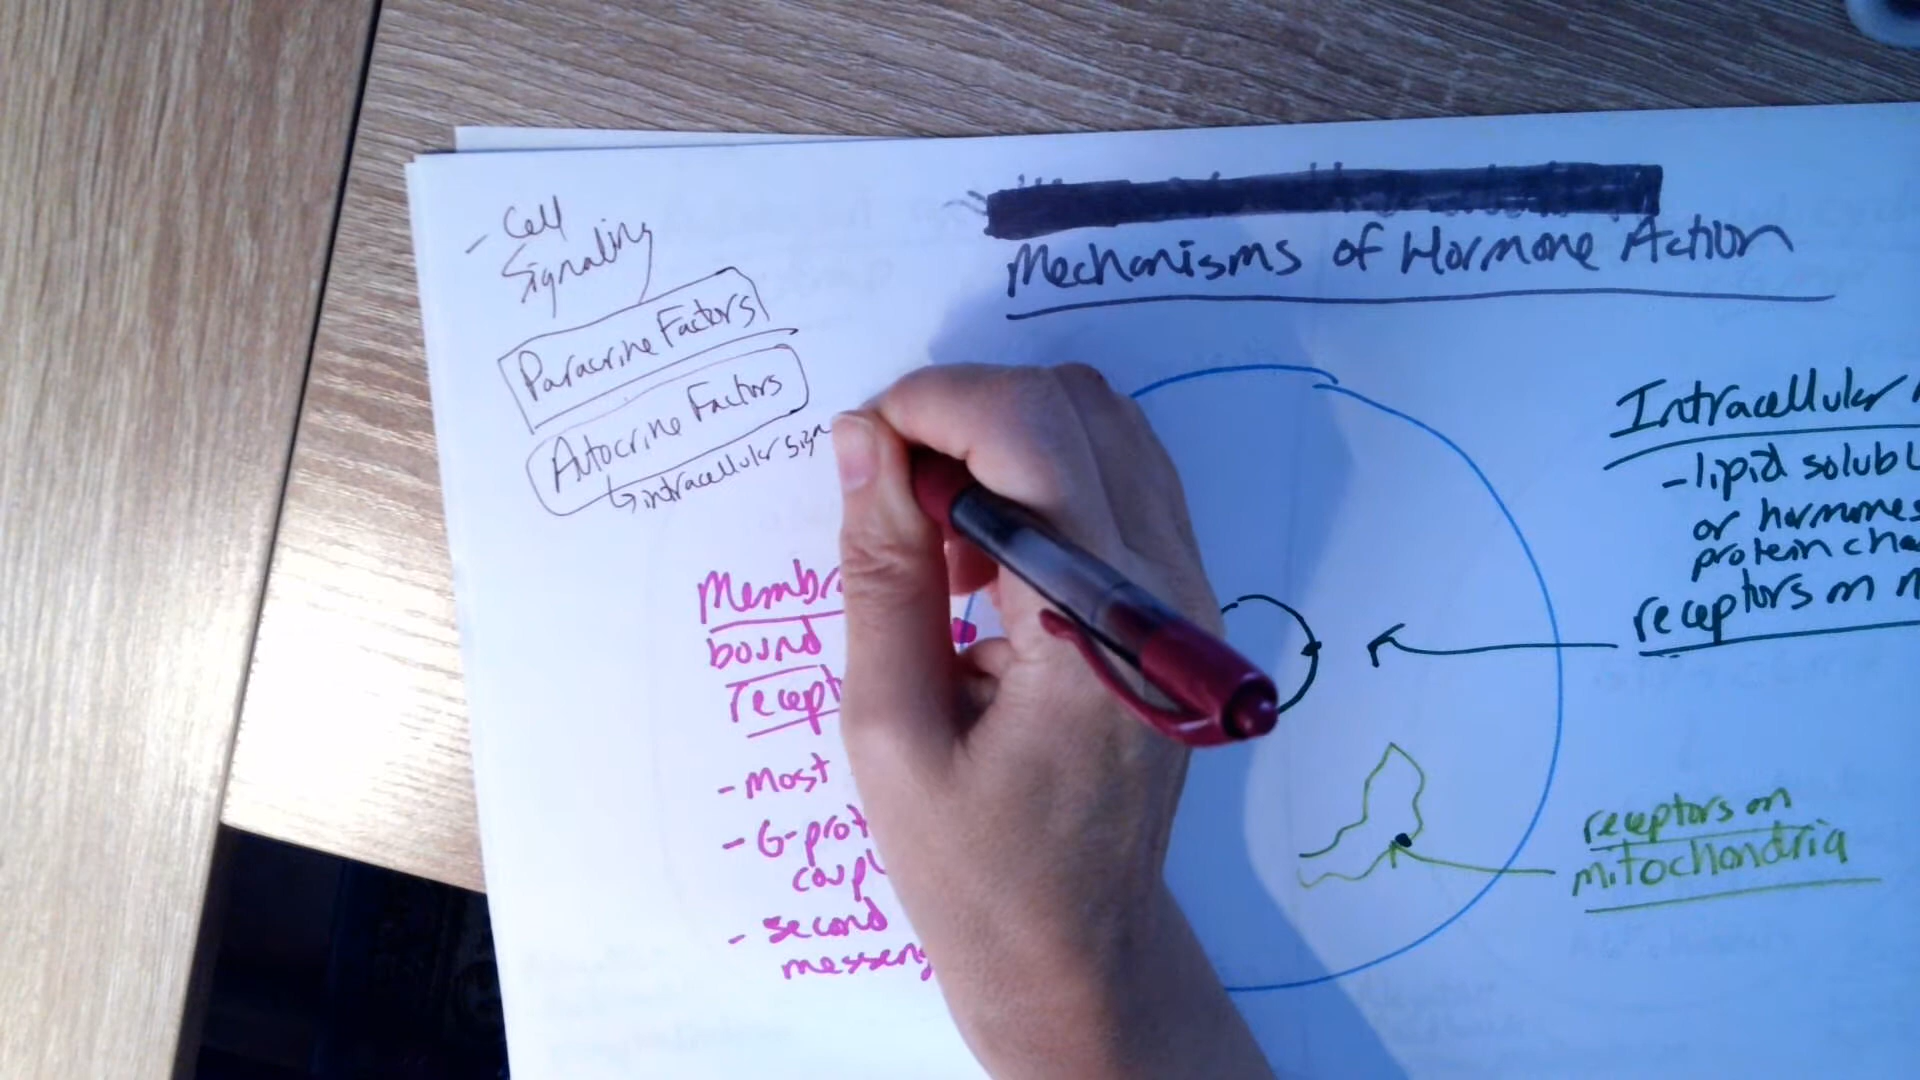 - Cell
Signaling
Paracrine Factors
Autocrine Factors
↳ intracellular sign
Mechanisms of Hormone Action
Membr
bound
recept
- Most
- G-prot
coupl
- second
messeng
Intracellular
- lipid solubl
or hormones
protein cha
receptors on n
receptors on
mitochondria